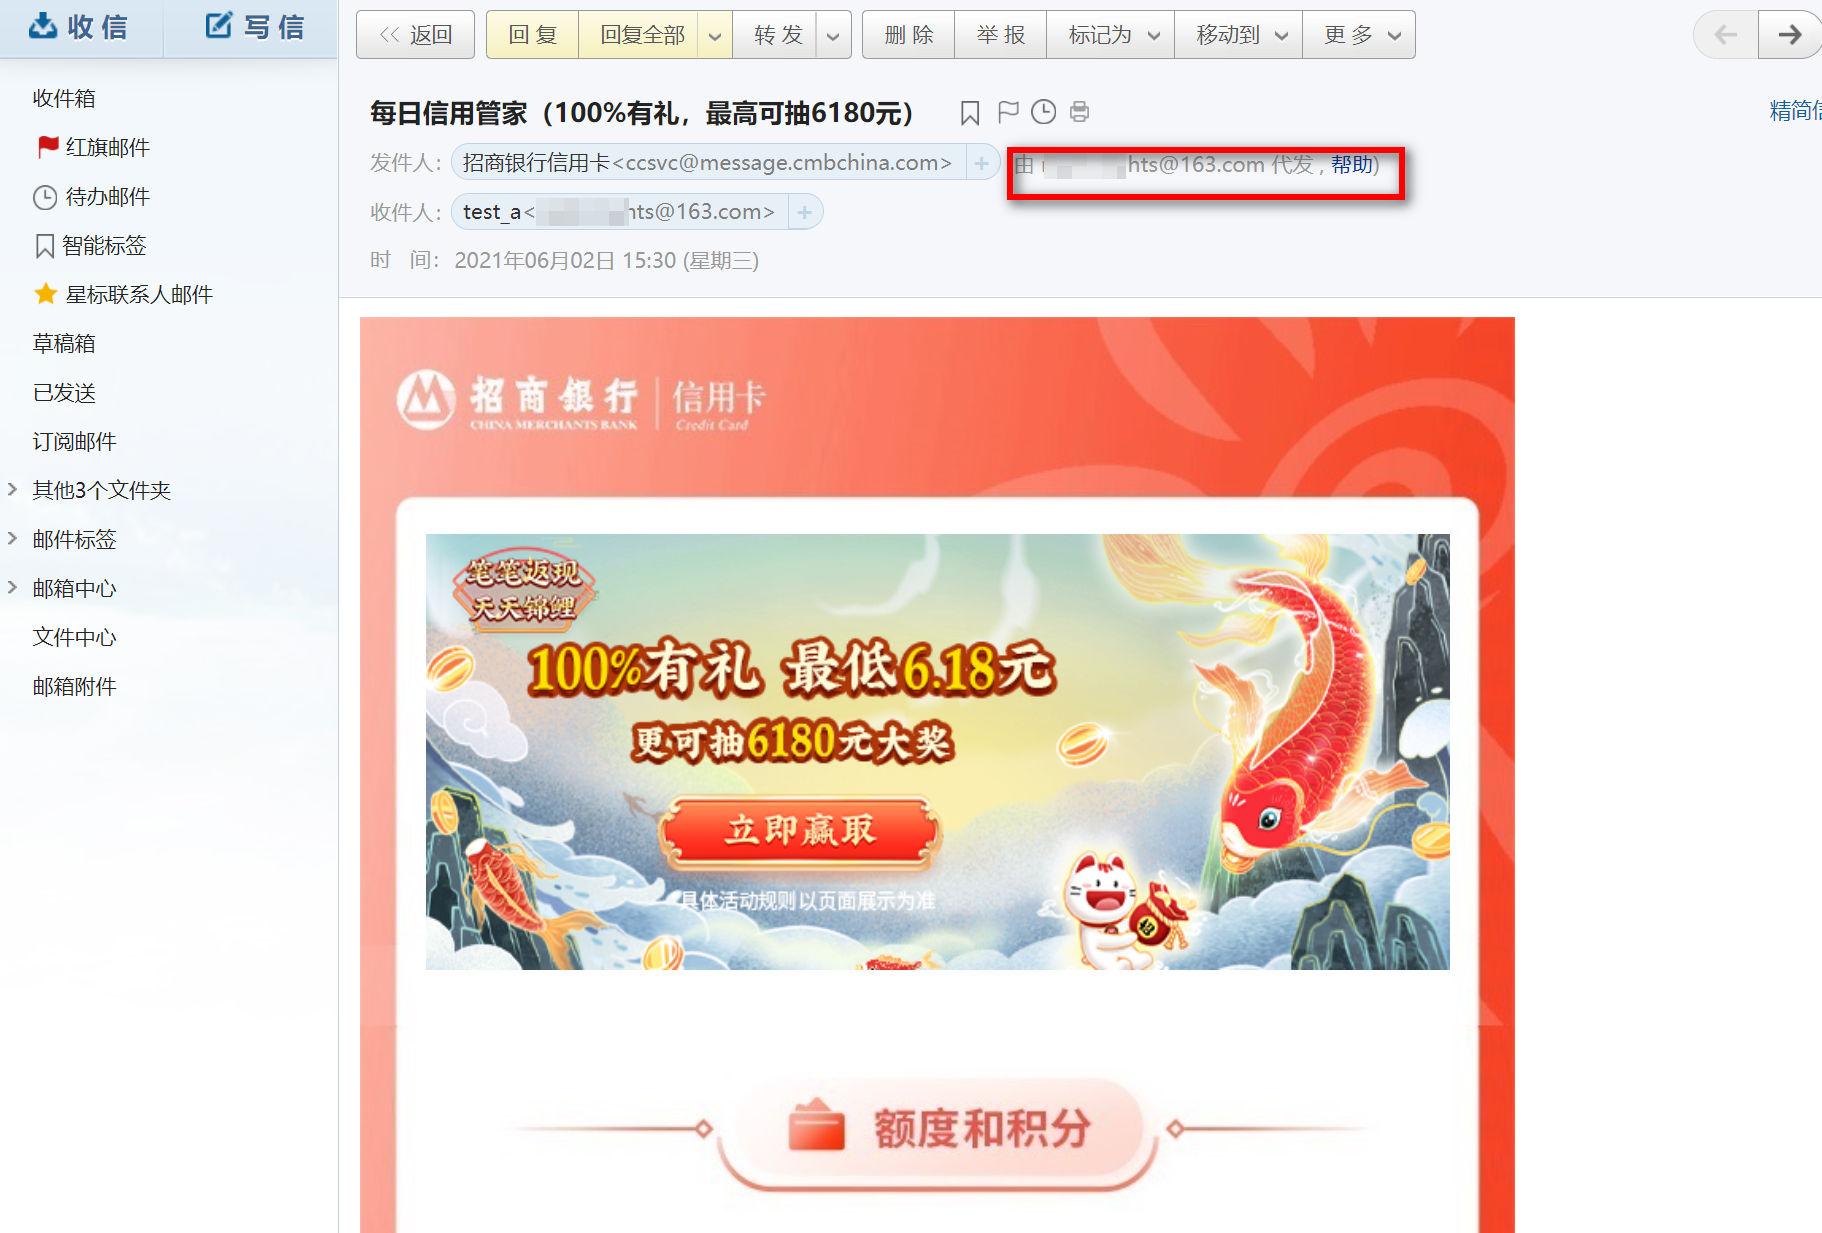 收 信
写 信
<< 返回
回 复
回复全部
转 发
删 除
举 报
标记为
移动到
更 多
收件箱
红旗邮件
待办邮件
智能标签
星标联系人邮件
草稿箱
已发送
订阅邮件
其他3个文件夹
邮件标签
邮箱中心
文件中心
邮箱附件
每日信用管家（100%有礼，最高可抽6180元）
精简信
发件人：招商银行信用卡<ccsvc@message.cmbchina.com> +
由 hts@163.com 代发 , 帮助)
收件人：test_a< hts@163.com> +
时 间： 2021年06月02日 15:30 (星期三)
招商銀行 | 信用卡
CHINA MERCHANTS BANK Credit Card
笔笔返现
天天锦鲤
100%有礼 最低6.18元
更可抽6180元大奖
立即赢取
*具体活动规则以页面展示为准
招
额度和积分